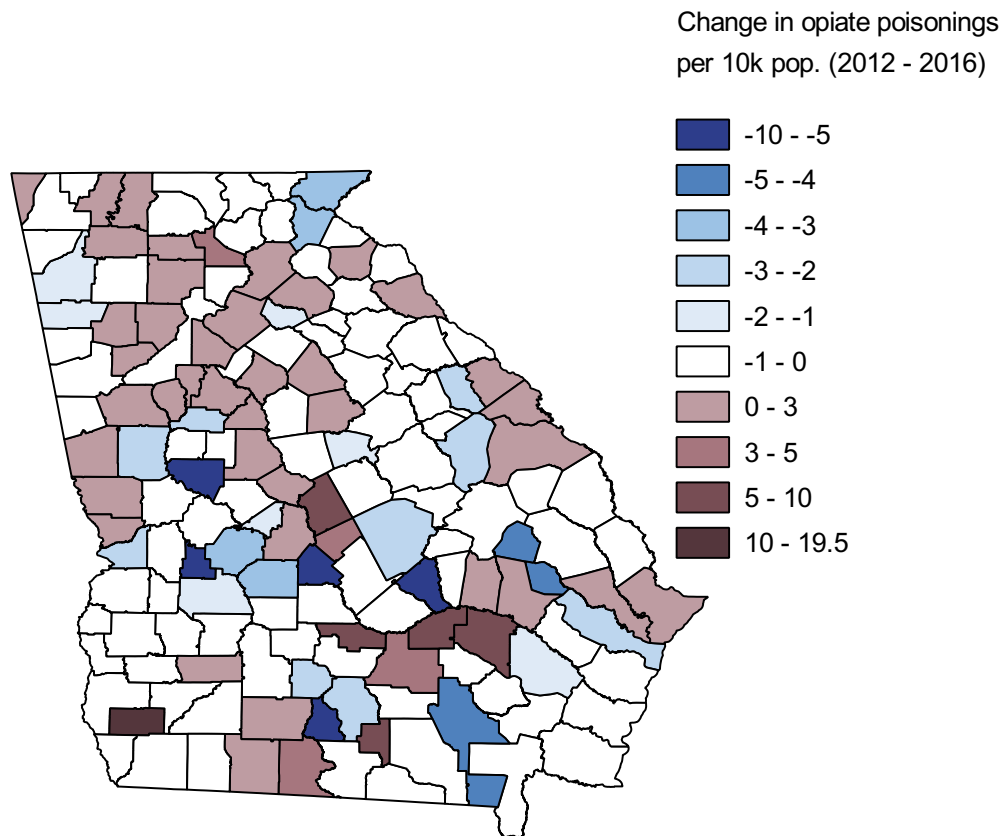 Change in opiate poisonings
per 10k pop. (2012 - 2016)
-10 - -5
-5 - -4
-4 - -3
-3 - -2
-2 - -1
-1 - 0
0 - 3
3 - 5
5 - 10
10 - 19.5